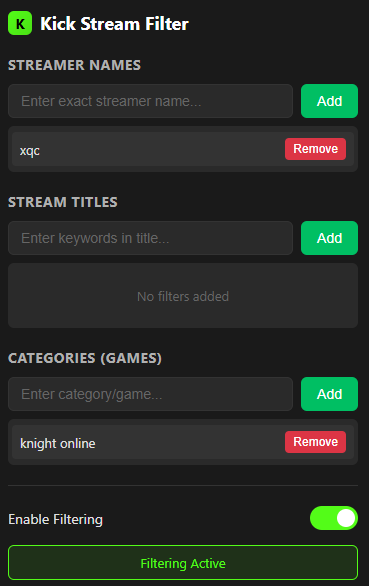 K Kick Stream Filter
STREAMER NAMES
Enter exact streamer name... Add
xqc Remove
STREAM TITLES
Enter keywords in title... Add
No filters added
CATEGORIES (GAMES)
Enter category/game... Add
knight online Remove
Enable Filtering
Filtering Active